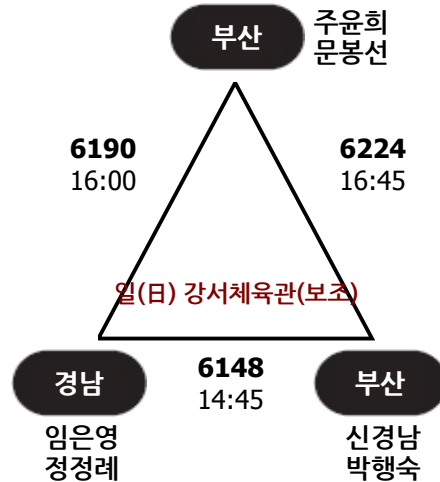 부산
주윤희
문봉선
6190
16:00
6224
16:45
일(日) 강서체육관(보조)
경남
임은영
정정례
6148
14:45
부산
신경남
박행숙